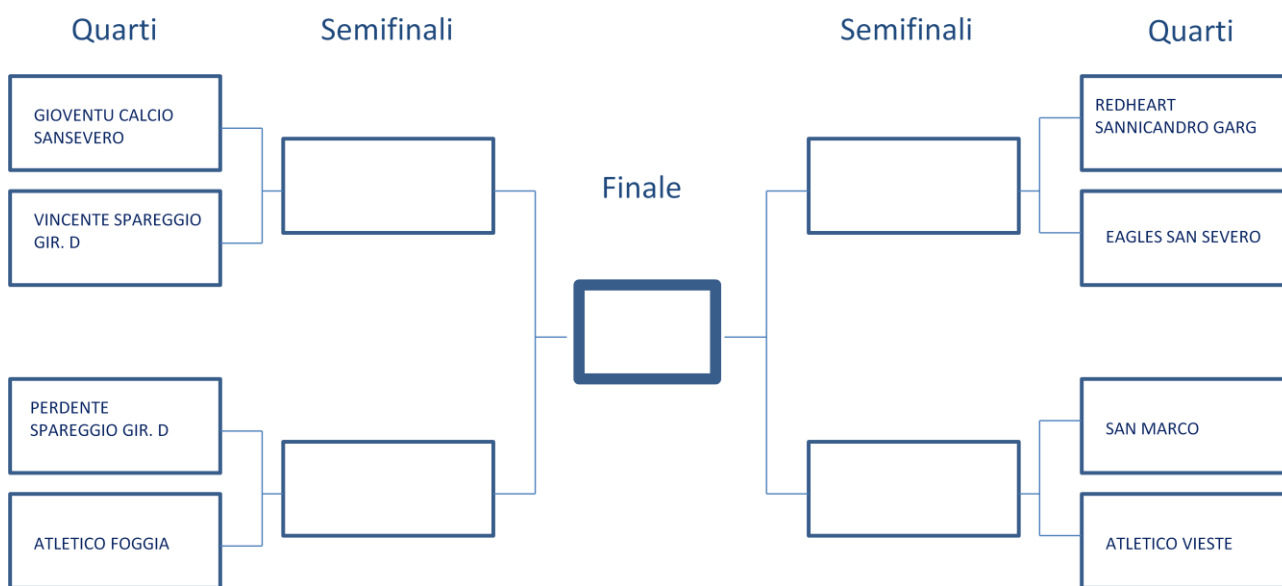 Quarti
Semifinali
Semifinali
Quarti
GIOVENTU CALCIO
SANSEVERO
VINCENTE SPAREGGIO
GIR. D
PERDENTE
SPAREGGIO GIR. D
ATLETICO FOGGIA
Finale
REDHEART
SANNICANDRO GARG
EAGLES SAN SEVERO
SAN MARCO
ATLETICO VIESTE